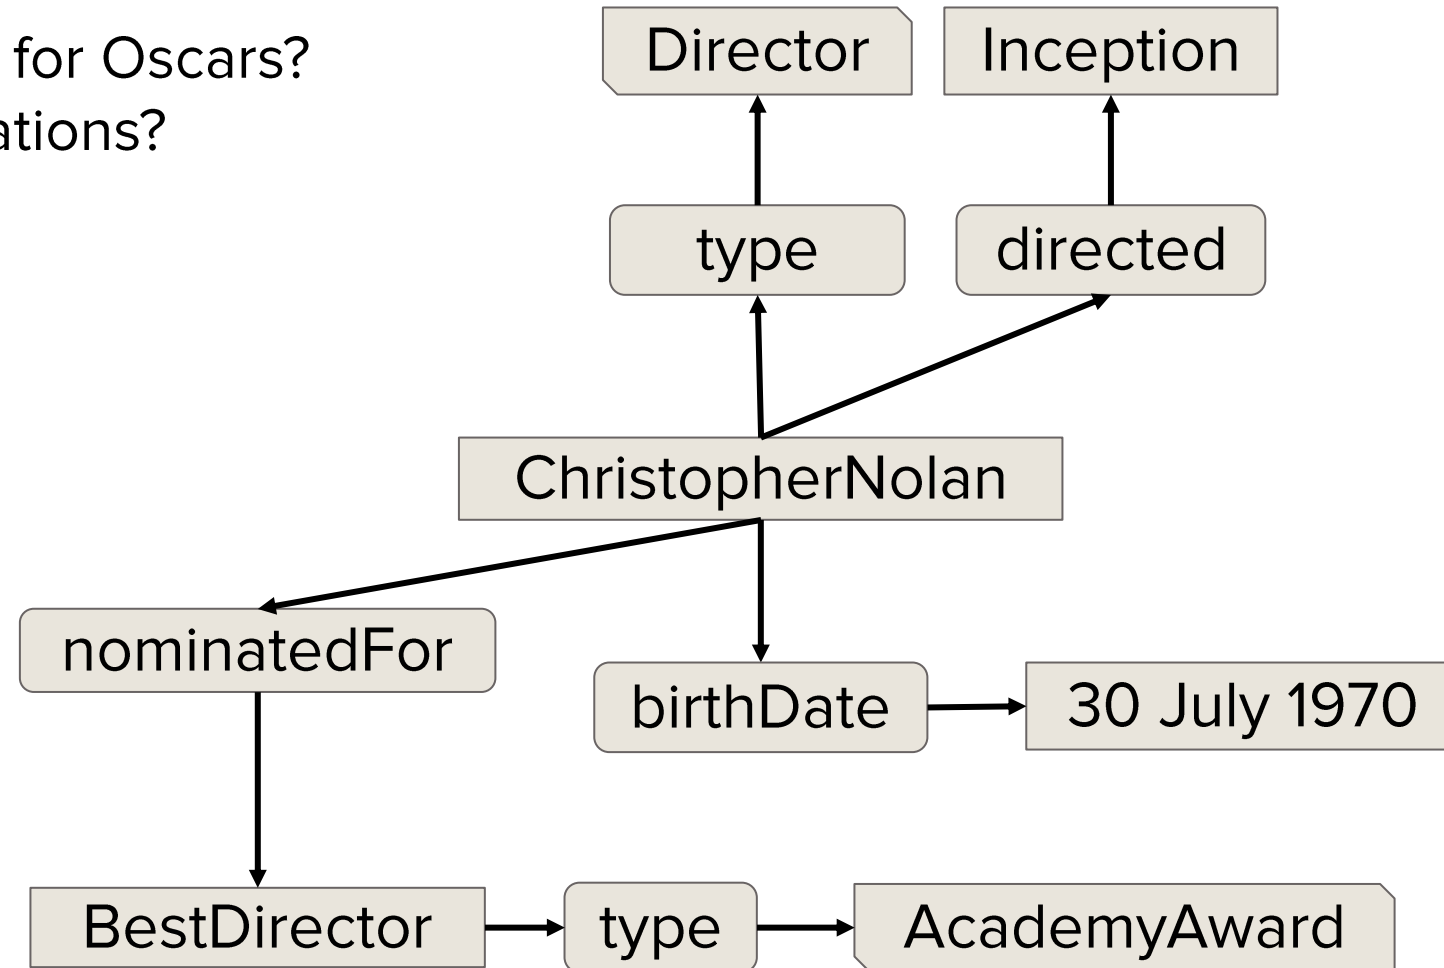 for Oscars?
ations?
Director
Inception
type
directed
ChristopherNolan
nominatedFor
birthDate
30 July 1970
BestDirector
type
AcademyAward